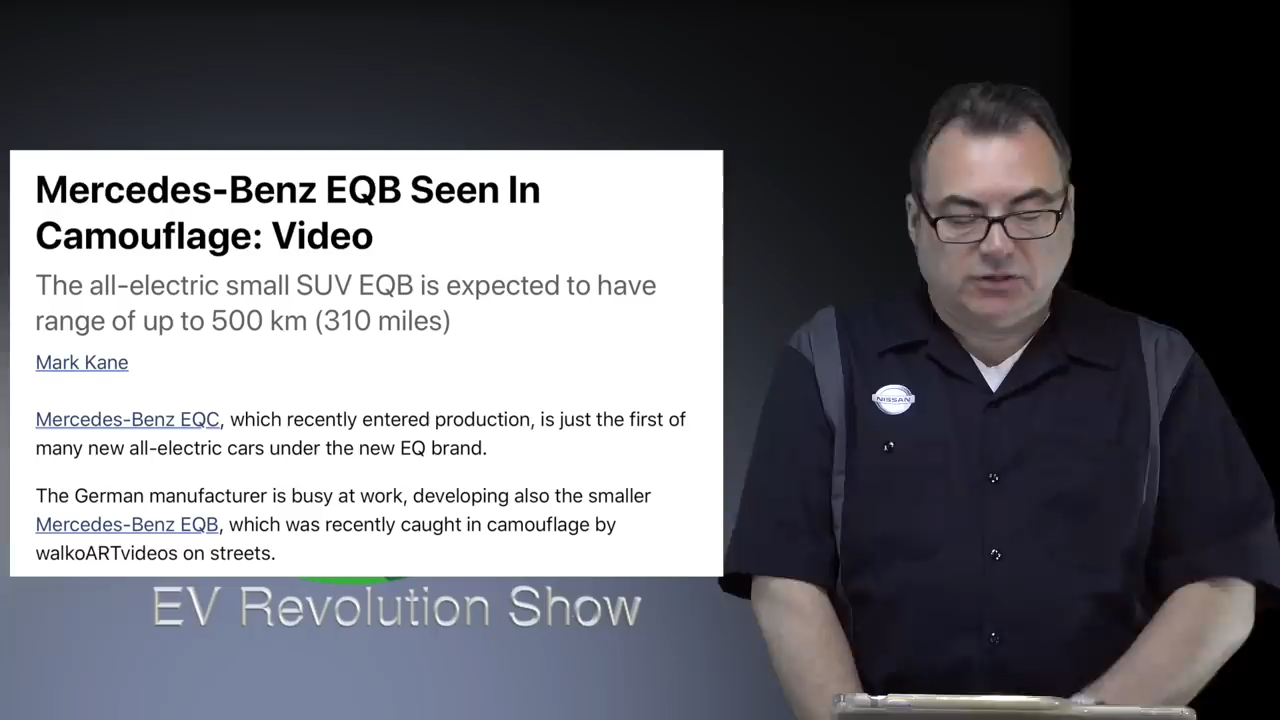 Mercedes-Benz EQB Seen In
Camouflage: Video
The all-electric small SUV EQB is expected to have
range of up to 500 km (310 miles)
Mark Kane
Mercedes-Benz EQC, which recently entered production, is just the first of
many new all-electric cars under the new EQ brand.
The German manufacturer is busy at work, developing also the smaller
Mercedes-Benz EQB, which was recently caught in camouflage by
walkoARTvideos on streets.
EV Revolution Show
NISSAN